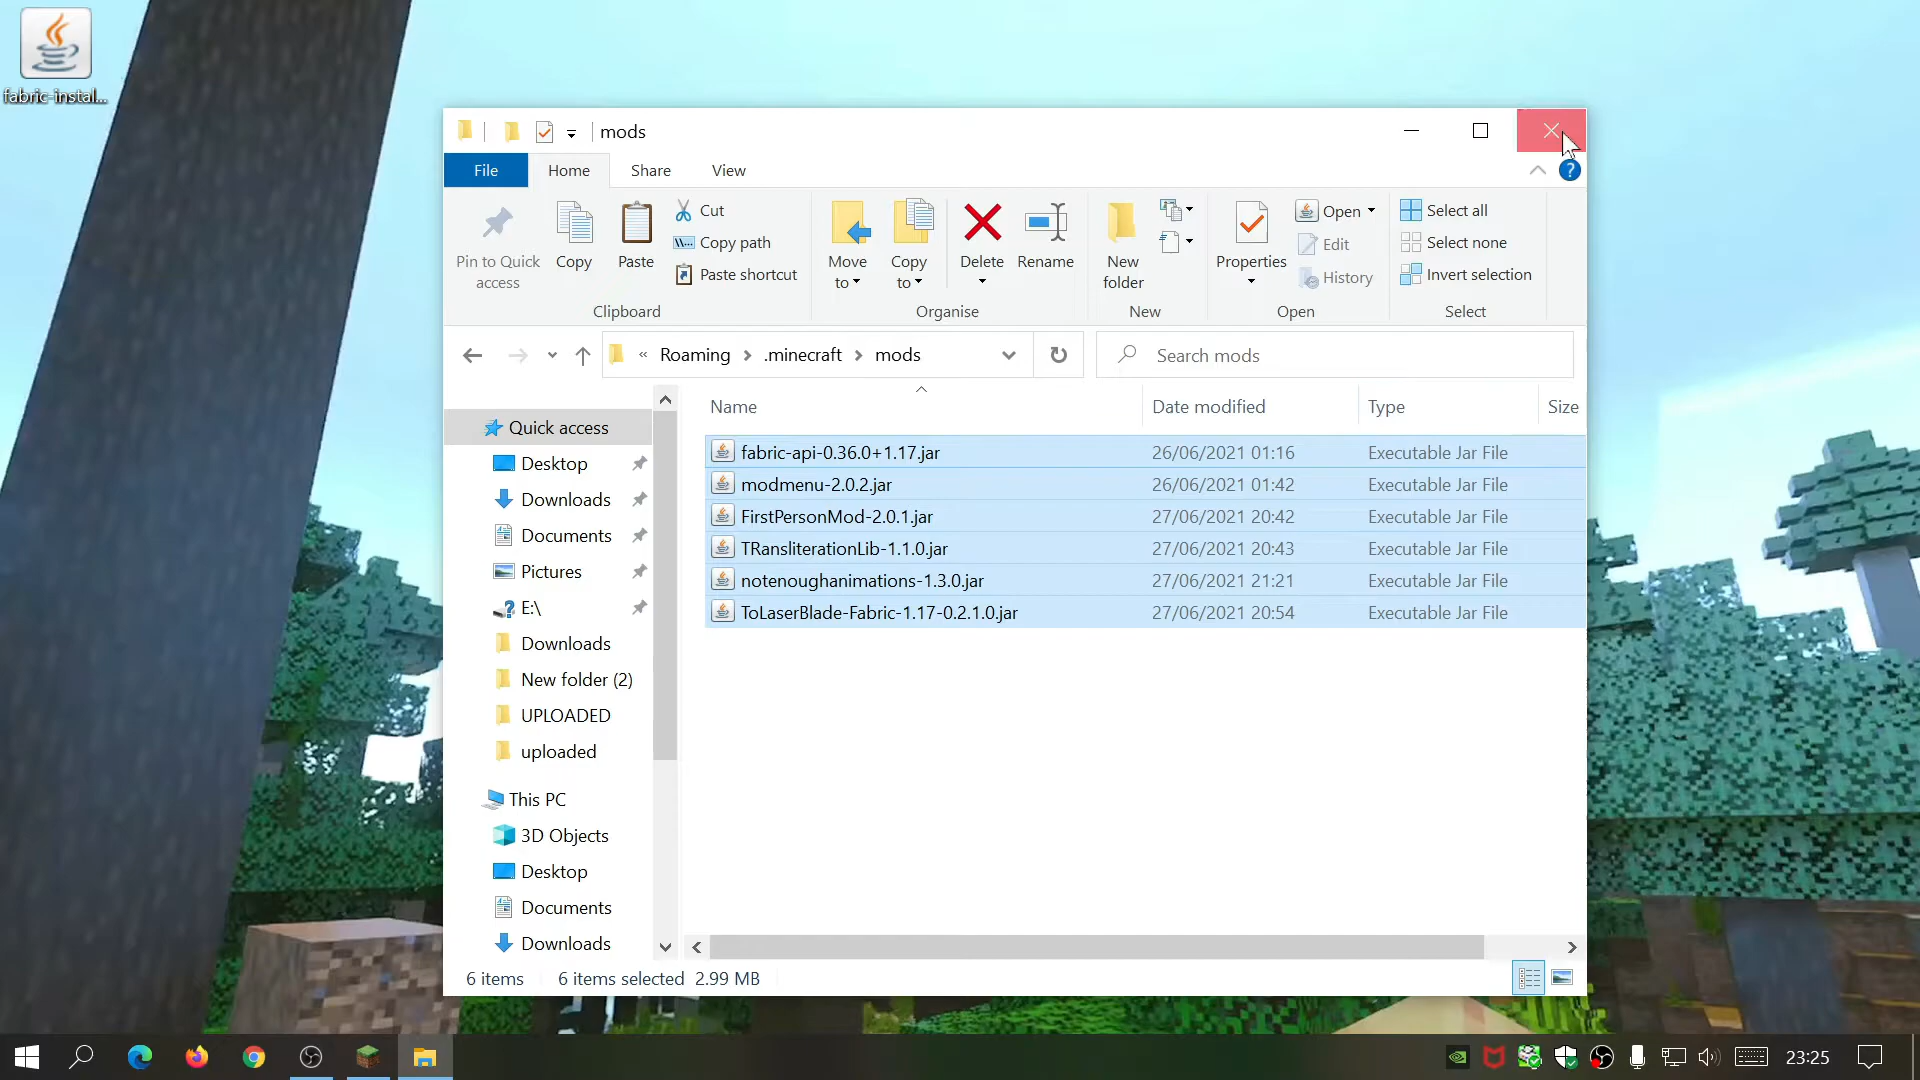 fabric-instal...
mods
File
Home
Share
View
Pin to Quick
access
Copy
Paste
Cut
Copy path
Paste shortcut
Clipboard
Move
to
Copy
to
Delete
Rename
Organise
New
folder
New
Properties
Open
Edit
History
Open
Select all
Select none
Invert selection
Select
« Roaming > .minecraft > mods
Search mods
Name
Date modified
Type
Size
fabric-api-0.36.0+1.17.jar 26/06/2021 01:16 Executable Jar File
modmenu-2.0.2.jar 26/06/2021 01:42 Executable Jar File
FirstPersonMod-2.0.1.jar 27/06/2021 20:42 Executable Jar File
TRansliterationLib-1.1.0.jar 27/06/2021 20:43 Executable Jar File
notenoughanimations-1.3.0.jar 27/06/2021 21:21 Executable Jar File
ToLaserBlade-Fabric-1.17-0.2.1.0.jar 27/06/2021 20:54 Executable Jar File
Quick access
Desktop
Downloads
Documents
Pictures
E:\
Downloads
New folder (2)
UPLOADED
uploaded
This PC
3D Objects
Desktop
Documents
Downloads
6 items 6 items selected 2.99 MB
23:25